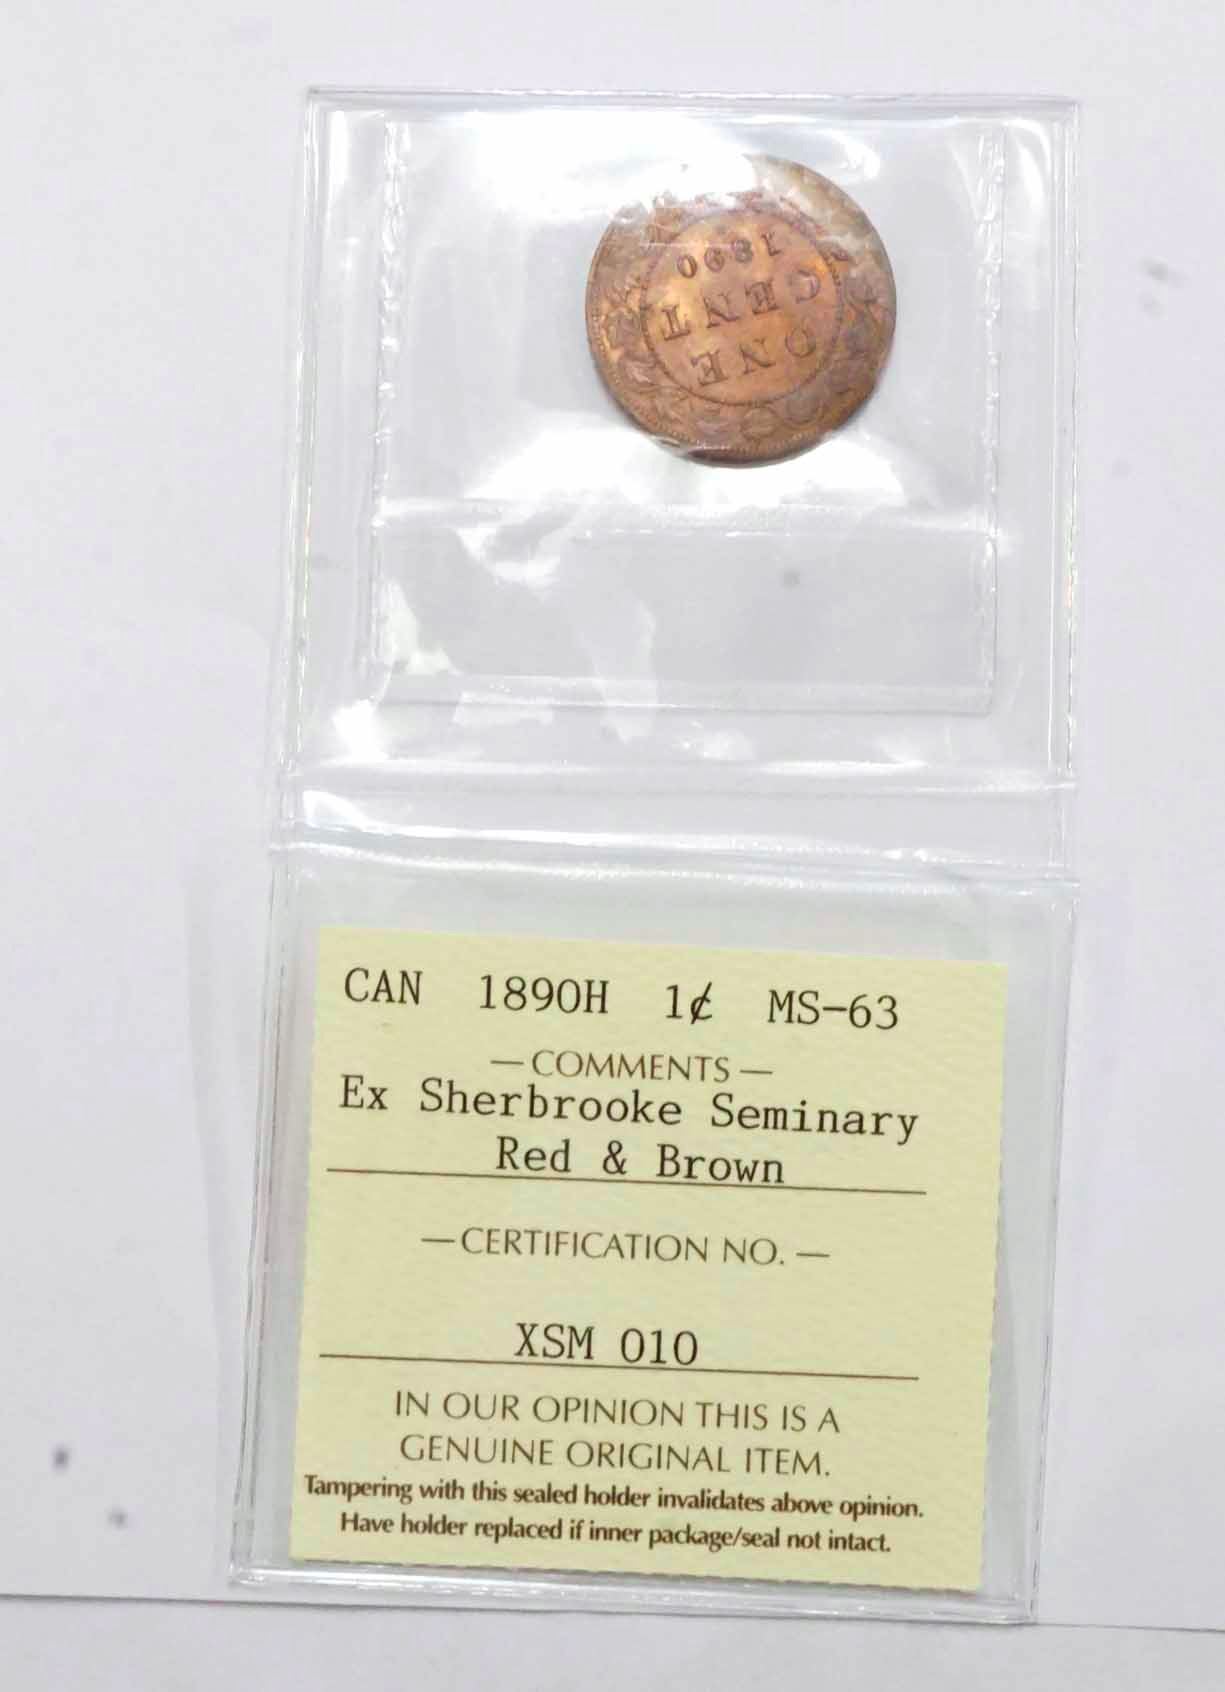 ONE
CENT
1890
CAN 1890H 1¢ MS-63
— COMMENTS —
Ex Sherbrooke Seminary
Red & Brown
— CERTIFICATION NO. —
XSM 010
IN OUR OPINION THIS IS A
GENUINE ORIGINAL ITEM.
Tampering with this sealed holder invalidates above opinion.
Have holder replaced if inner package/seal not intact.